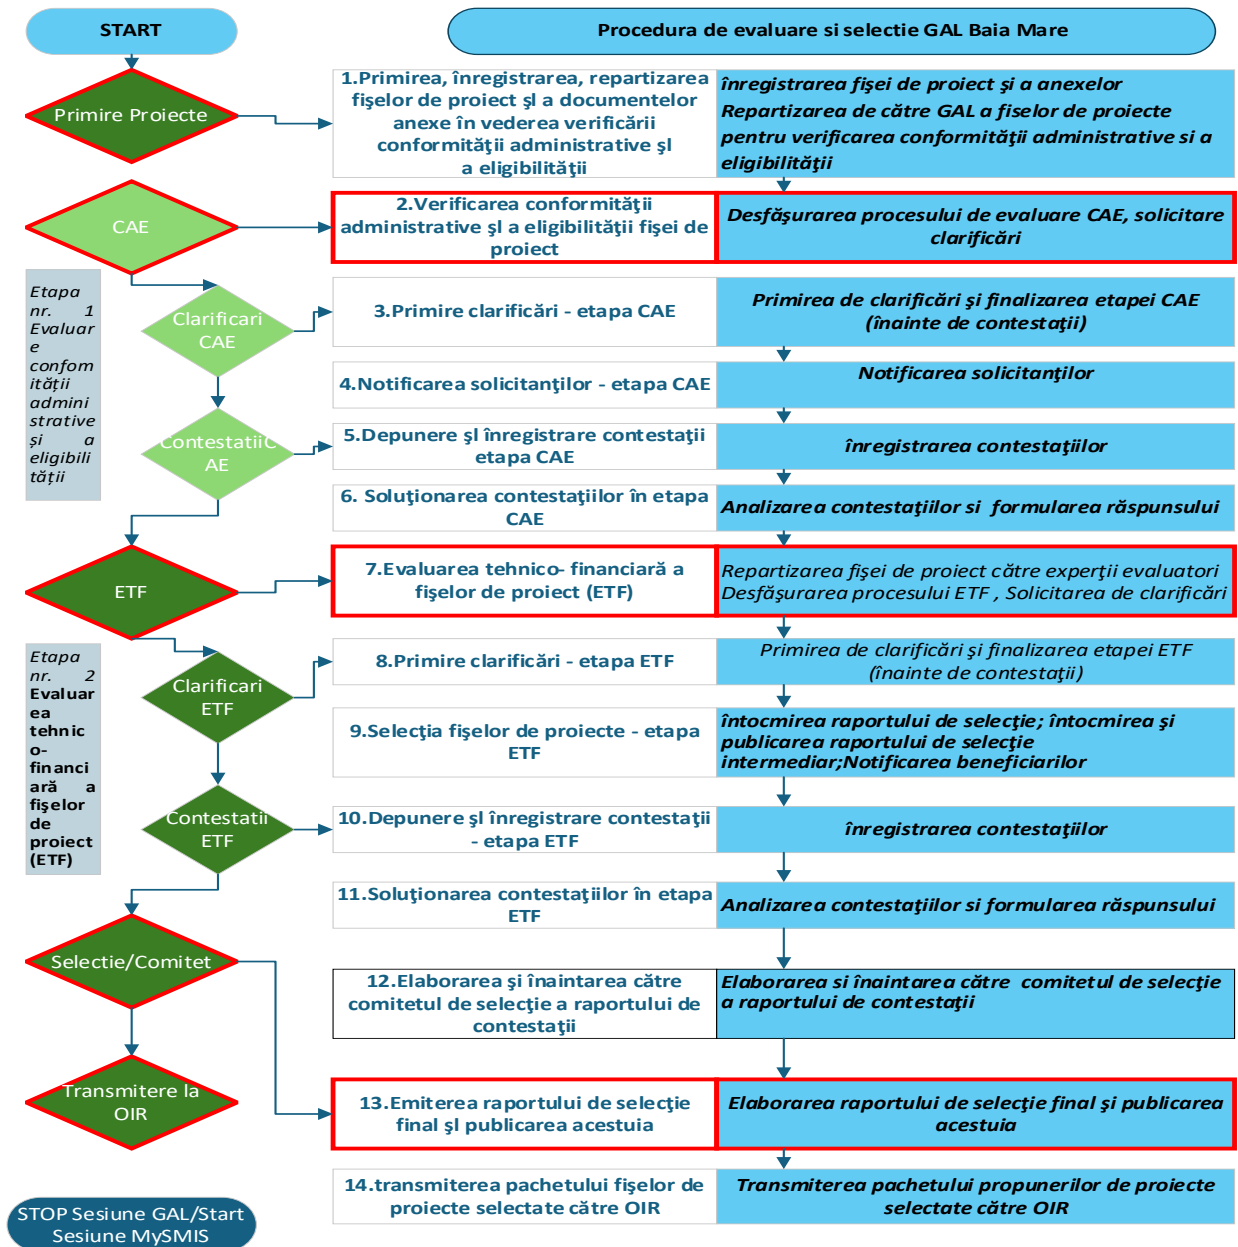 START
Procedura de evaluare si selectie GAL Baia Mare
Primire Proiecte
1.Primirea, înregistrarea, repartizarea
fişelor de proiect şl a documentelor
anexe în vederea verificării
conformităţii administrative şl
a eligibilităţii
înregistrarea fişei de proiect şi a anexelor
Repartizarea de către GAL a fiselor de proiecte
pentru verificarea conformităţii administrative si a
eligibilităţii
CAE
2.Verificarea conformităţii
administrative şl a eligibilităţii fişei de
proiect
Desfăşurarea procesului de evaluare CAE, solicitare
clarificări
Etapa
nr. 1
Evaluar
e
confom
ității
admini
strative
și a
eligibili
tății
Clarificari
CAE
3.Primire clarificări - etapa CAE
Primirea de clarificări şi finalizarea etapei CAE
(înainte de contestaţii)
4.Notificarea solicitanţilor - etapa CAE
Notificarea solicitanţilor
ContestatiiC
AE
5.Depunere şl înregistrare contestaţii
etapa CAE
înregistrarea contestaţiilor
6. Soluţionarea contestaţiilor în etapa
CAE
Analizarea contestaţiilor si  formularea răspunsului
ETF
7.Evaluarea tehnico- financiară a
fişelor de proiect (ETF)
Repartizarea fişei de proiect către experţii evaluatori
Desfăşurarea procesului ETF , Solicitarea de clarificări
Etapa
nr. 2
Evaluar
ea
tehnic
o-
financi
ară a
fişelor
de
proiect
(ETF)
Clarificari
ETF
8.Primire clarificări - etapa ETF
Primirea de clarificări şi finalizarea etapei ETF
(înainte de contestaţii)
9.Selecţia fişelor de proiecte - etapa
ETF
întocmirea raportului de selecţie; întocmirea şi
publicarea raportului de selecţie
intermediar;Notificarea beneficiarilor
Contestatii
ETF
10.Depunere şl înregistrare contestaţii
- etapa ETF
înregistrarea contestaţiilor
11.Soluţionarea contestaţiilor în etapa
ETF
Analizarea contestaţiilor si formularea răspunsului
Selectie/Comitet
12.Elaborarea şi înaintarea către
comitetul de selecţie a raportului de
contestaţii
Elaborarea si înaintarea către  comitetul de selecţie
a raportului de contestaţii
Transmitere la
OIR
13.Emiterea raportului de selecţie
final şl publicarea acestuia
Elaborarea raportului de selecţie final şi publicarea
acestuia
14.transmiterea pachetului fişelor de
proiecte selectate către OIR
Transmiterea pachetului propunerilor de proiecte
selectate către OIR
STOP Sesiune GAL/Start
Sesiune MySMIS